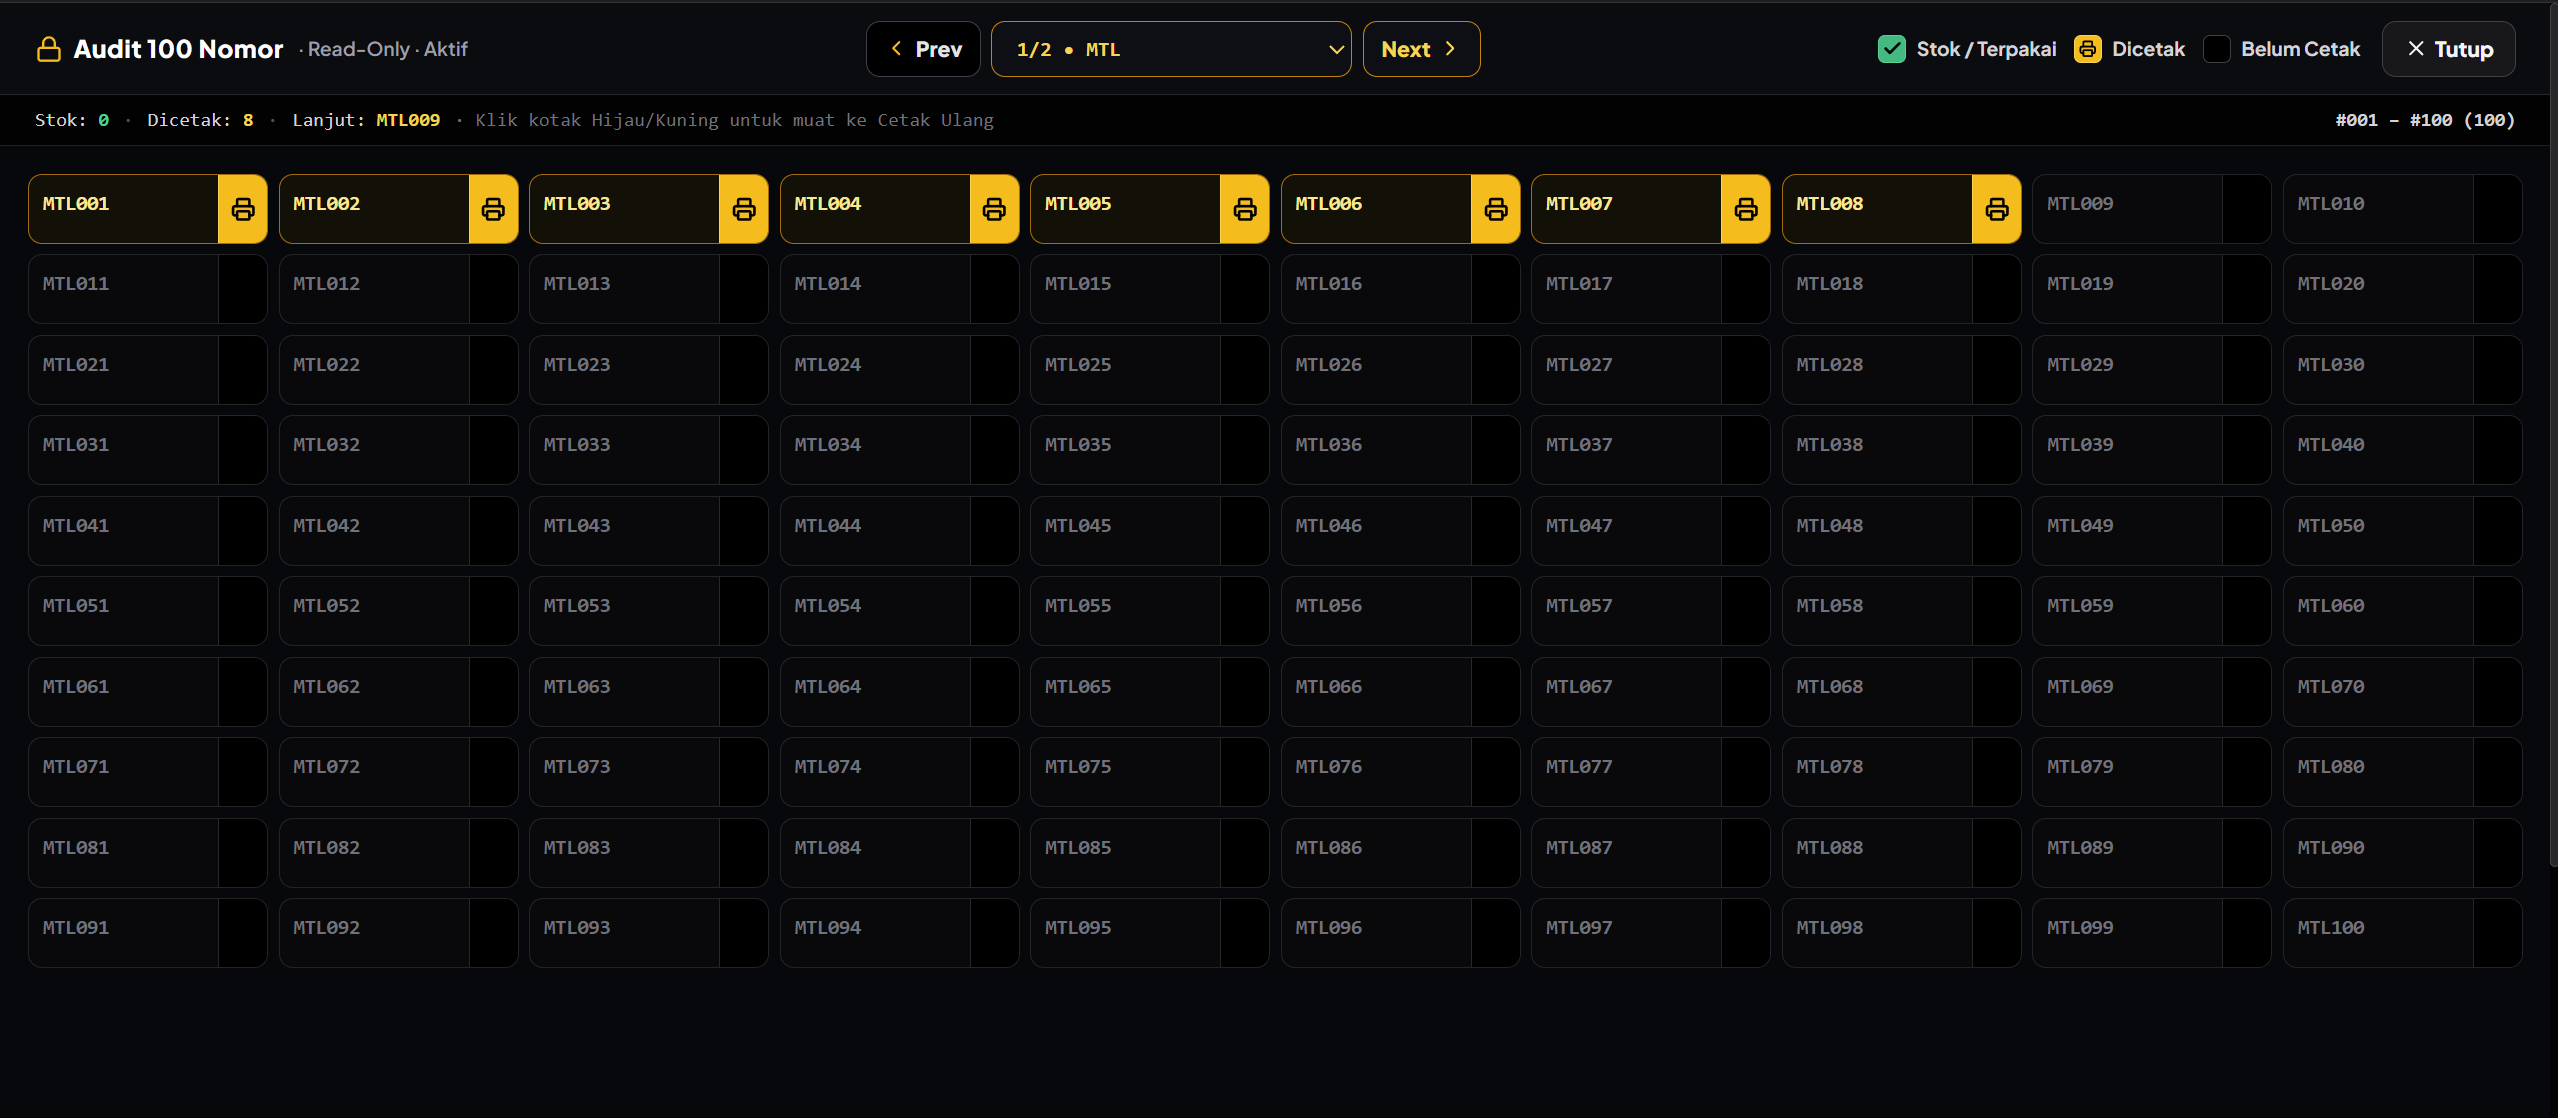 Audit 100 Nomor · Read-Only · Aktif Prev 1/2 • MTL Next Stok / Terpakai Dicetak Belum Cetak Tutup
Stok: 0 · Dicetak: 8 · Lanjut: MTL009 · Klik kotak Hijau/Kuning untuk muat ke Cetak Ulang #001 – #100 (100)
MTL001 MTL002 MTL003 MTL004 MTL005 MTL006 MTL007 MTL008 MTL009 MTL010
MTL011 MTL012 MTL013 MTL014 MTL015 MTL016 MTL017 MTL018 MTL019 MTL020
MTL021 MTL022 MTL023 MTL024 MTL025 MTL026 MTL027 MTL028 MTL029 MTL030
MTL031 MTL032 MTL033 MTL034 MTL035 MTL036 MTL037 MTL038 MTL039 MTL040
MTL041 MTL042 MTL043 MTL044 MTL045 MTL046 MTL047 MTL048 MTL049 MTL050
MTL051 MTL052 MTL053 MTL054 MTL055 MTL056 MTL057 MTL058 MTL059 MTL060
MTL061 MTL062 MTL063 MTL064 MTL065 MTL066 MTL067 MTL068 MTL069 MTL070
MTL071 MTL072 MTL073 MTL074 MTL075 MTL076 MTL077 MTL078 MTL079 MTL080
MTL081 MTL082 MTL083 MTL084 MTL085 MTL086 MTL087 MTL088 MTL089 MTL090
MTL091 MTL092 MTL093 MTL094 MTL095 MTL096 MTL097 MTL098 MTL099 MTL100